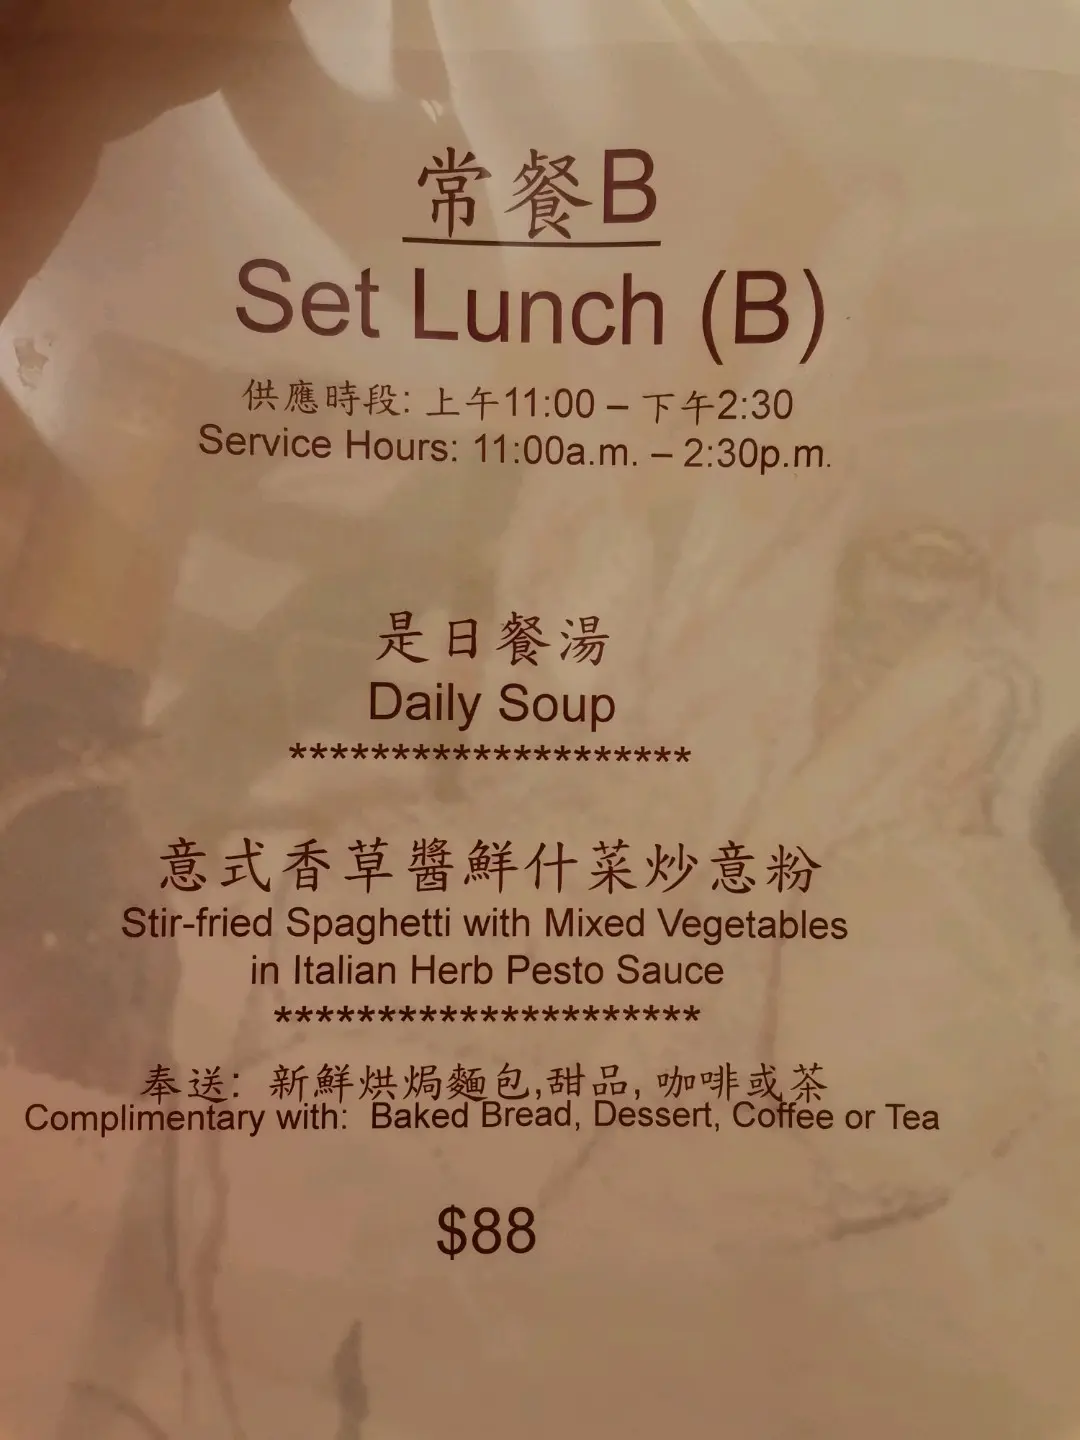 常餐B
Set Lunch (B)
供應時段: 上午11:00 – 下午2:30
Service Hours: 11:00a.m. – 2:30p.m.
是日餐湯
Daily Soup
********************
意式香草醬鮮什菜炒意粉
Stir-fried Spaghetti with Mixed Vegetables
in Italian Herb Pesto Sauce
*********************
奉送: 新鮮烘焗麵包,甜品, 咖啡或茶
Complimentary with: Baked Bread, Dessert, Coffee or Tea
$88